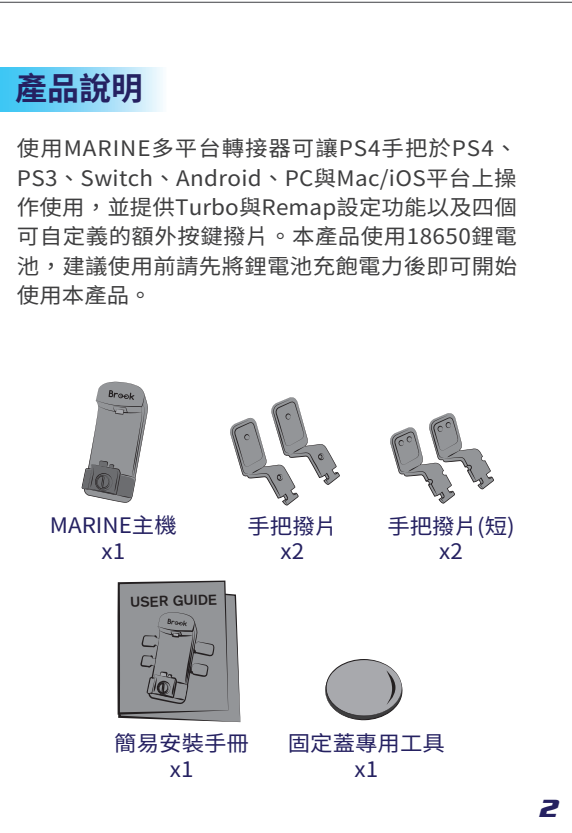 產品說明
使用MARINE多平台轉接器可讓PS4手把於PS4、
PS3、Switch、Android、PC與Mac/iOS平台上操
作使用，並提供Turbo與Remap設定功能以及四個
可自定義的額外按鍵撥片。本產品使用18650鋰電
池，建議使用前請先將鋰電池充飽電力後即可開始
使用本產品。
Brook
MARINE主機
x1
手把撥片
x2
手把撥片(短)
x2
USER GUIDE
Brook
簡易安裝手冊
x1
固定蓋專用工具
x1
2